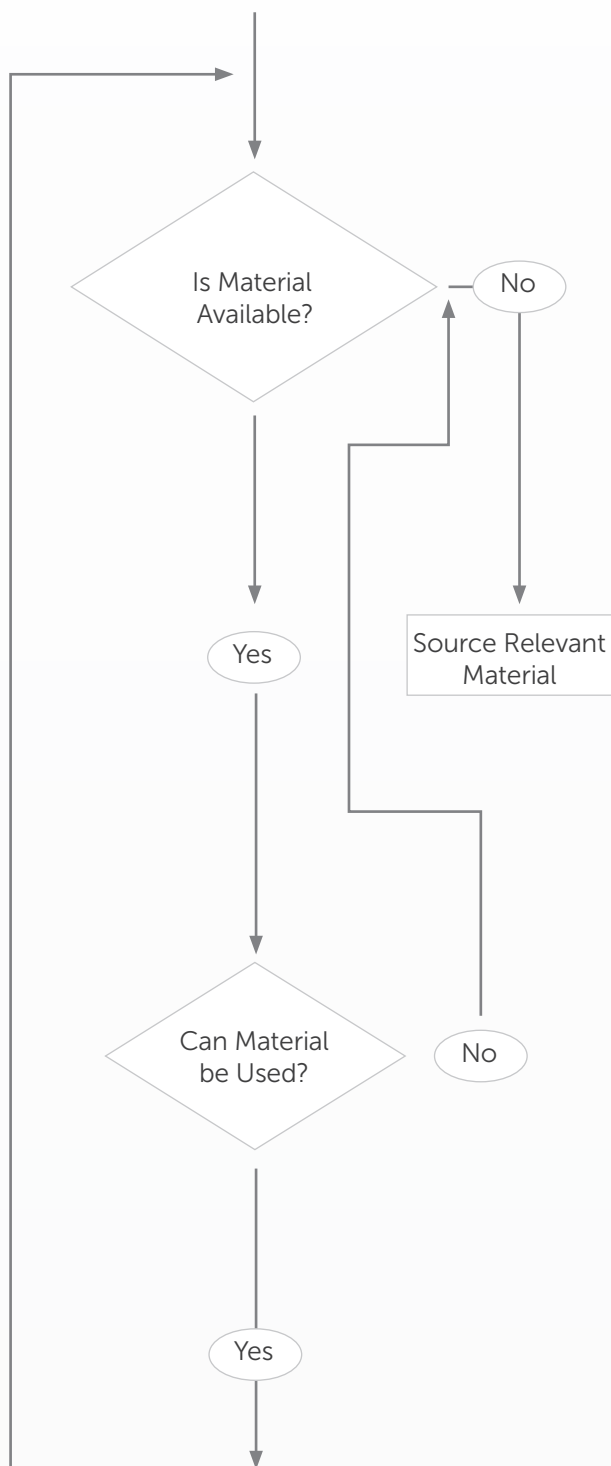 Is Material
Available?
No
Yes
Source Relevant
Material
Can Material
be Used?
No
Yes